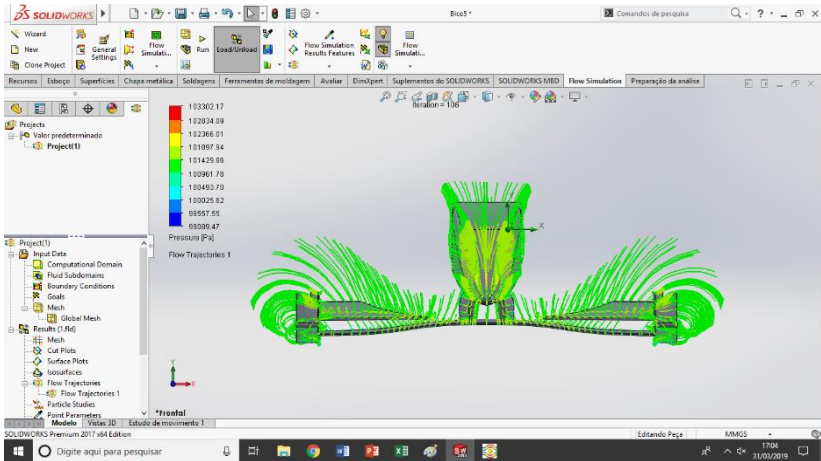 SOLIDWORKS
Bico5 *
Comandos de pesquisa
Wizard
New
Clone Project
General Settings
Flow Simulati...
Run
Load/Unload
Flow Simulation Results Features
Flow Simulati...
Recursos Esboço Superfícies Chapa metálica Soldagens Ferramentas de moldagem Avaliar DimXpert Suplementos do SOLIDWORKS SOLIDWORKS MBD Flow Simulation Preparação da análise
Iteration = 106
103302.17
102834.09
102366.01
101897.94
101429.86
100961.78
100493.70
100025.62
99557.55
99089.47
Pressure [Pa]
Flow Trajectories 1
Projects
Valor predeterminado
Project(1)
Project(1)
Input Data
Computational Domain
Fluid Subdomains
Boundary Conditions
Goals
Mesh
Global Mesh
Results (1.fld)
Mesh
Cut Plots
Surface Plots
Isosurfaces
Flow Trajectories
Flow Trajectories 1
Particle Studies
Point Parameters
X
Y
*Frontal
Modelo Vistas 3D Estudo de movimento 1
SOLIDWORKS Premium 2017 x64 Edition
Editando Peça
MMGS
Digite aqui para pesquisar
17:04
31/03/2019